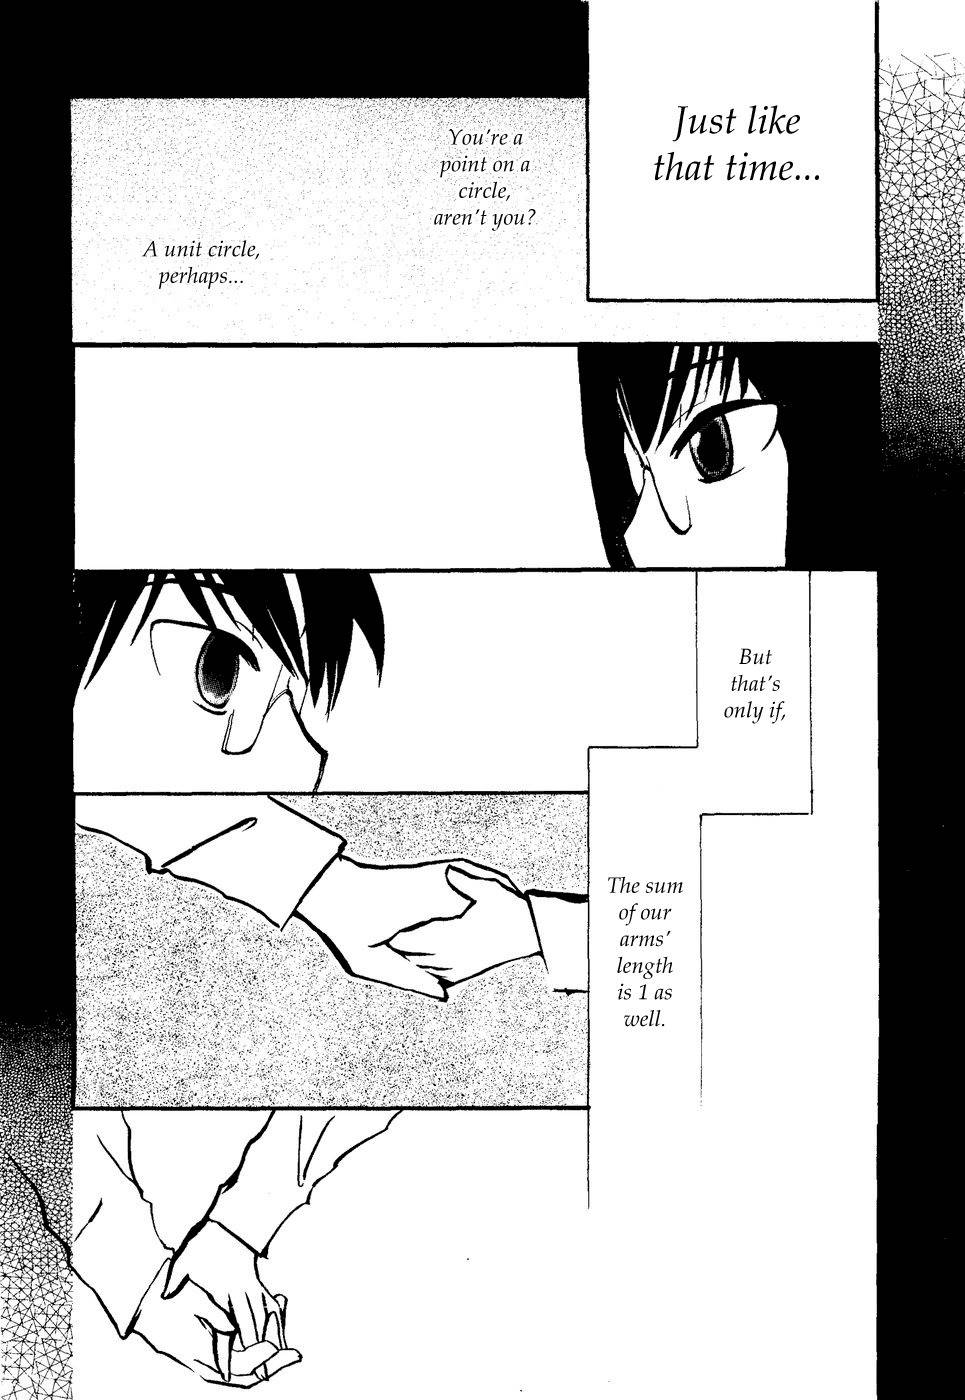 Just like
that time...
You're a
point on a
circle,
aren't you?
A unit circle,
perhaps...
But
that's
only if,
The sum
of our
arms'
length
is 1 as
well.